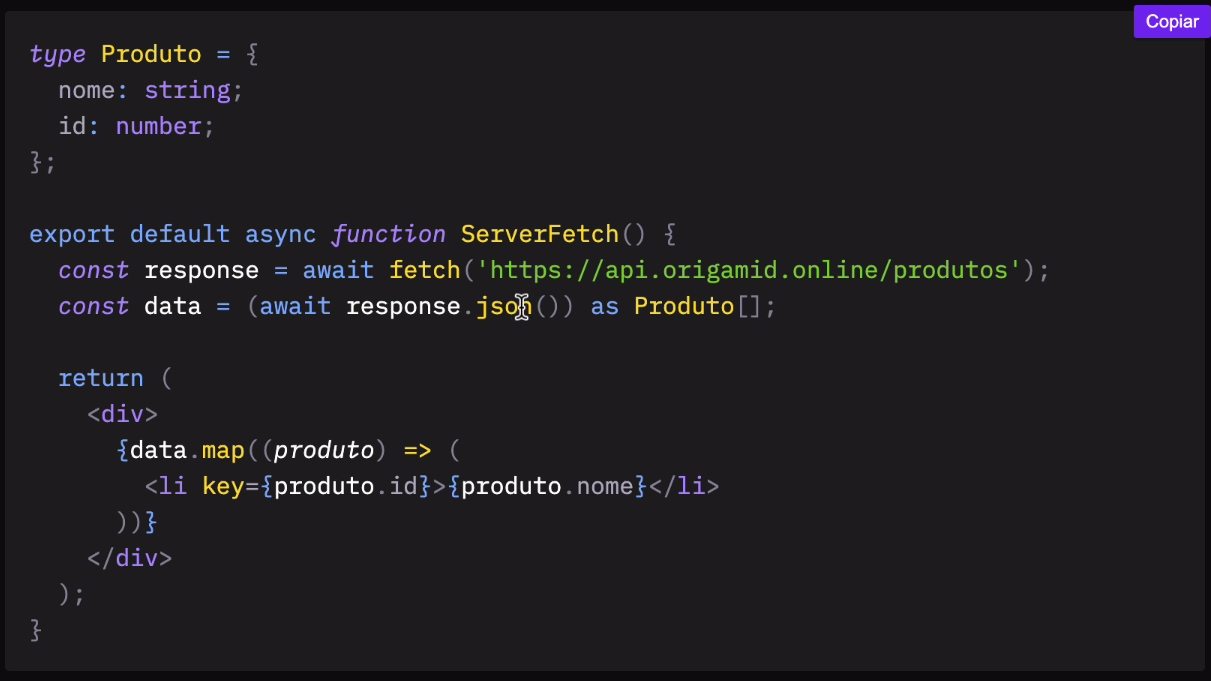 Copiar
type Produto = {
  nome: string;
  id: number;
};

export default async function ServerFetch() {
  const response = await fetch('https://api.origamid.online/produtos');
  const data = (await response.json()) as Produto[];

  return (
    <div>
      {data.map((produto) => (
        <li key={produto.id}>{produto.nome}</li>
      ))}
    </div>
  );
}